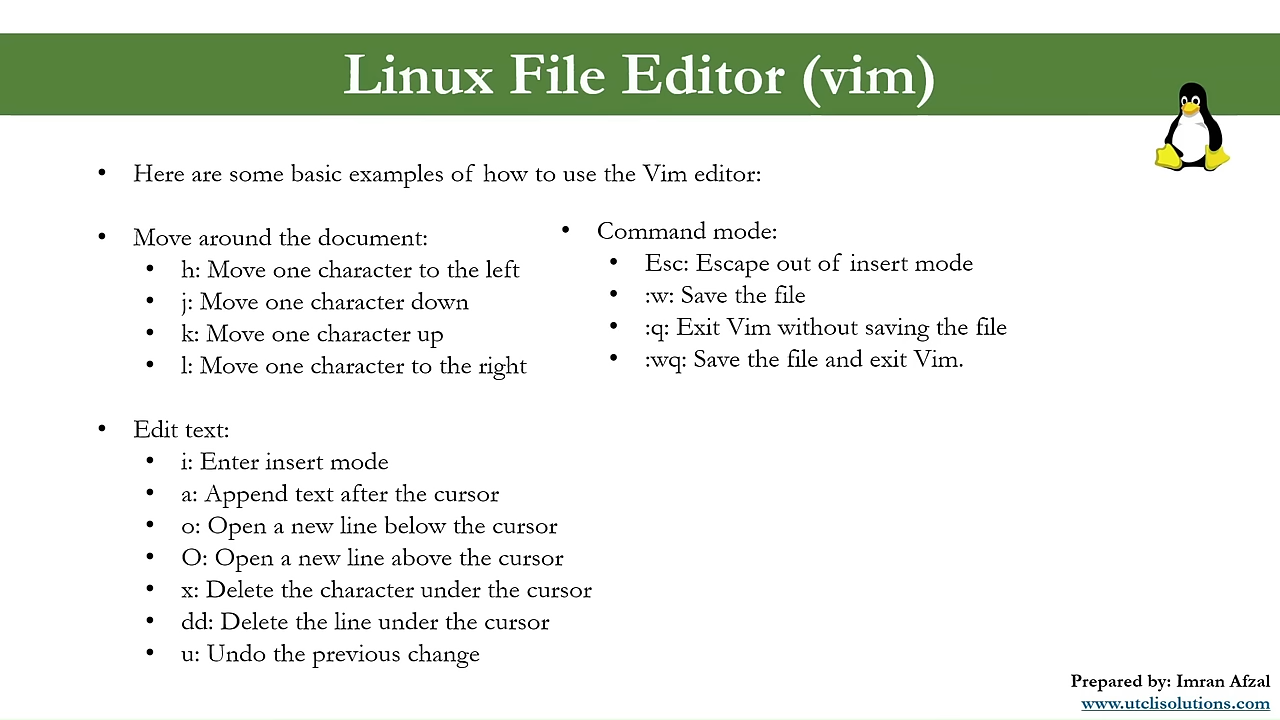 Linux File Editor (vim)
• Here are some basic examples of how to use the Vim editor:
• Move around the document:
• h: Move one character to the left
• j: Move one character down
• k: Move one character up
• l: Move one character to the right
• Edit text:
• i: Enter insert mode
• a: Append text after the cursor
• o: Open a new line below the cursor
• O: Open a new line above the cursor
• x: Delete the character under the cursor
• dd: Delete the line under the cursor
• u: Undo the previous change
• Command mode:
• Esc: Escape out of insert mode
• :w: Save the file
• :q: Exit Vim without saving the file
• :wq: Save the file and exit Vim.
Prepared by: Imran Afzal
www.utclisolutions.com